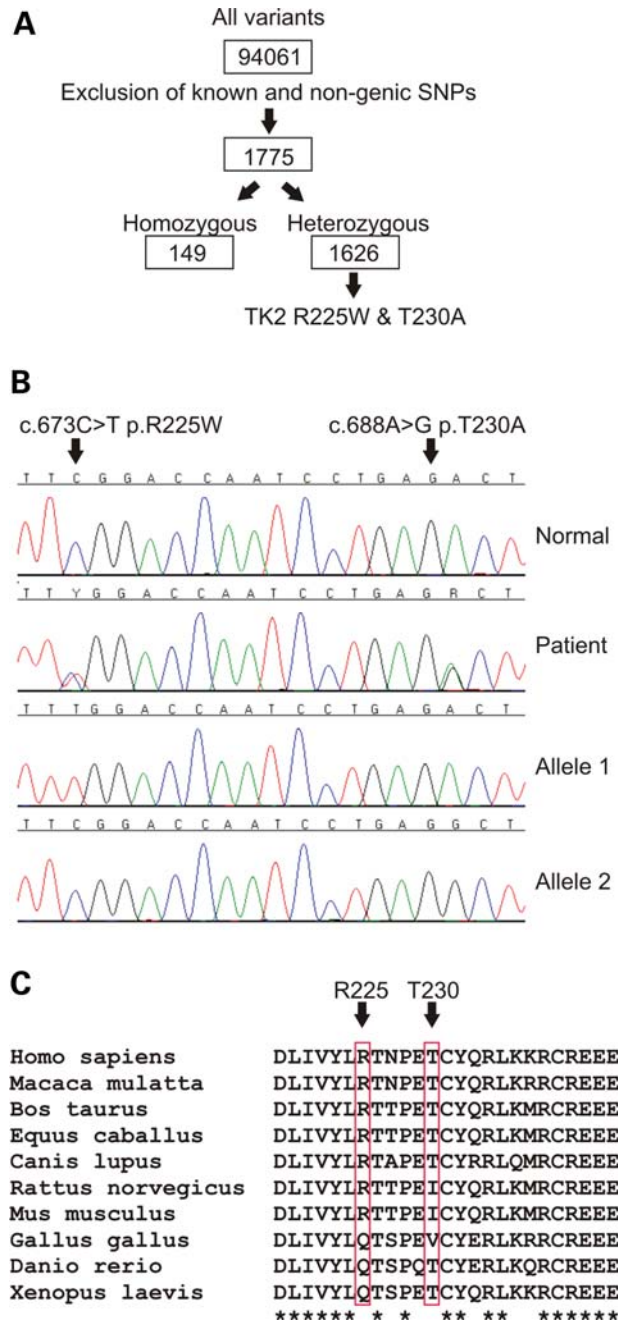 A
All variants
94061
Exclusion of known and non-genic SNPs
1775
Homozygous Heterozygous
149 1626
TK2 R225W & T230A
B
c.673C>T p.R225W c.688A>G p.T230A
T T C G G A C C A A T C C T G A G A C T
Normal
T T Y G G A C C A A T C C T G A G R C T
Patient
T T T G G A C C A A T C C T G A G A C T
Allele 1
T T C G G A C C A A T C C T G A G G C T
Allele 2
C
R225 T230
Homo sapiens DLIVYLRTNPETCYQRLKKRCREEE
Macaca mulatta DLIVYLRTNPETCYQRLKRRCREEE
Bos taurus DLIVYLRTTPETCYQRLKMRCREEE
Equus caballus DLIVYLRTTPETCYQRLKMRCREEE
Canis lupus DLIVYLRTAPETCYRRLQMRCREEE
Rattus norvegicus DLIVYLRTTPEICYQRLKMRCREEE
Mus musculus DLIVYLRTTPEICYQRLKMRCREEE
Gallus gallus DLIVYLQTSPEVCYERLKRRCREEE
Danio rerio DLIVYLQTSPQTCYERLKQRCREEE
Xenopus laevis DLIVYLQTSPETCYERLKRRCREEE
****** * *  ** **  ******